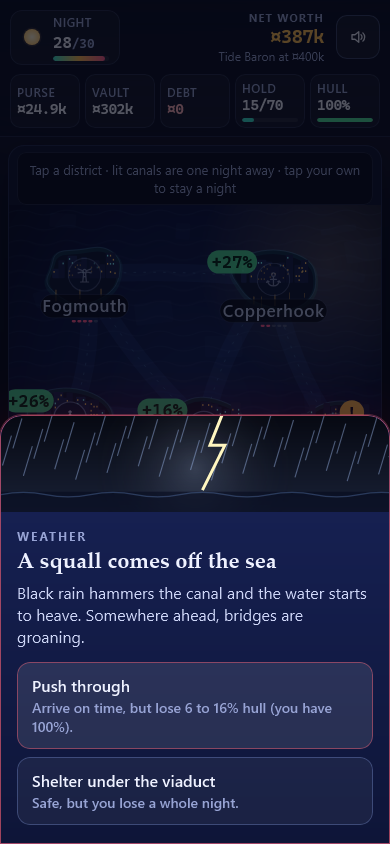 NIGHT
28/30
NET WORTH
¤387k
Tide Baron at ¤400k
PURSE
¤24.9k
VAULT
¤302k
DEBT
¤0
HOLD
15/70
HULL
100%
Tap a district · lit canals are one night away · tap your own
to stay a night
+27%
Fogmouth
Copperhook
+26%
+16%
!
WEATHER
A squall comes off the sea
Black rain hammers the canal and the water starts
to heave. Somewhere ahead, bridges are
groaning.
Push through
Arrive on time, but lose 6 to 16% hull (you have
100%).
Shelter under the viaduct
Safe, but you lose a whole night.